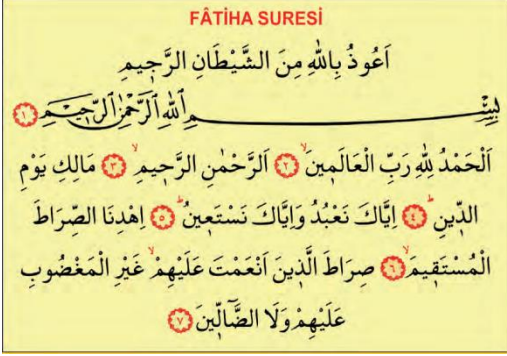 FÂTİHA SURESİ
اَعُوذُ بِاللّٰهِ مِنَ الشَّيْطَانِ الرَّجٖيمِ
بِسْــــــــمِ اللّٰهِ الرَّحْمٰنِ الرَّحٖيمِ ﴿١﴾
اَلْحَمْدُ لِلّٰهِ رَبِّ الْعَالَمٖينَۙ ﴿٢﴾ اَلرَّحْمٰنِ الرَّحٖيمِۙ ﴿٣﴾ مَالِكِ يَوْمِ
الدّٖينِؕ ﴿٤﴾ اِيَّاكَ نَعْبُدُ وَاِيَّاكَ نَسْتَعٖينُؕ ﴿٥﴾ اِهْدِنَا الصِّرَاطَ
الْمُسْتَقٖيمَۙ ﴿٦﴾ صِرَاطَ الَّذٖينَ اَنْعَمْتَ عَلَيْهِمْۙ غَيْرِ الْمَغْضُوبِ
عَلَيْهِمْ وَلَا الضَّٓالّٖينَ ﴿٧﴾